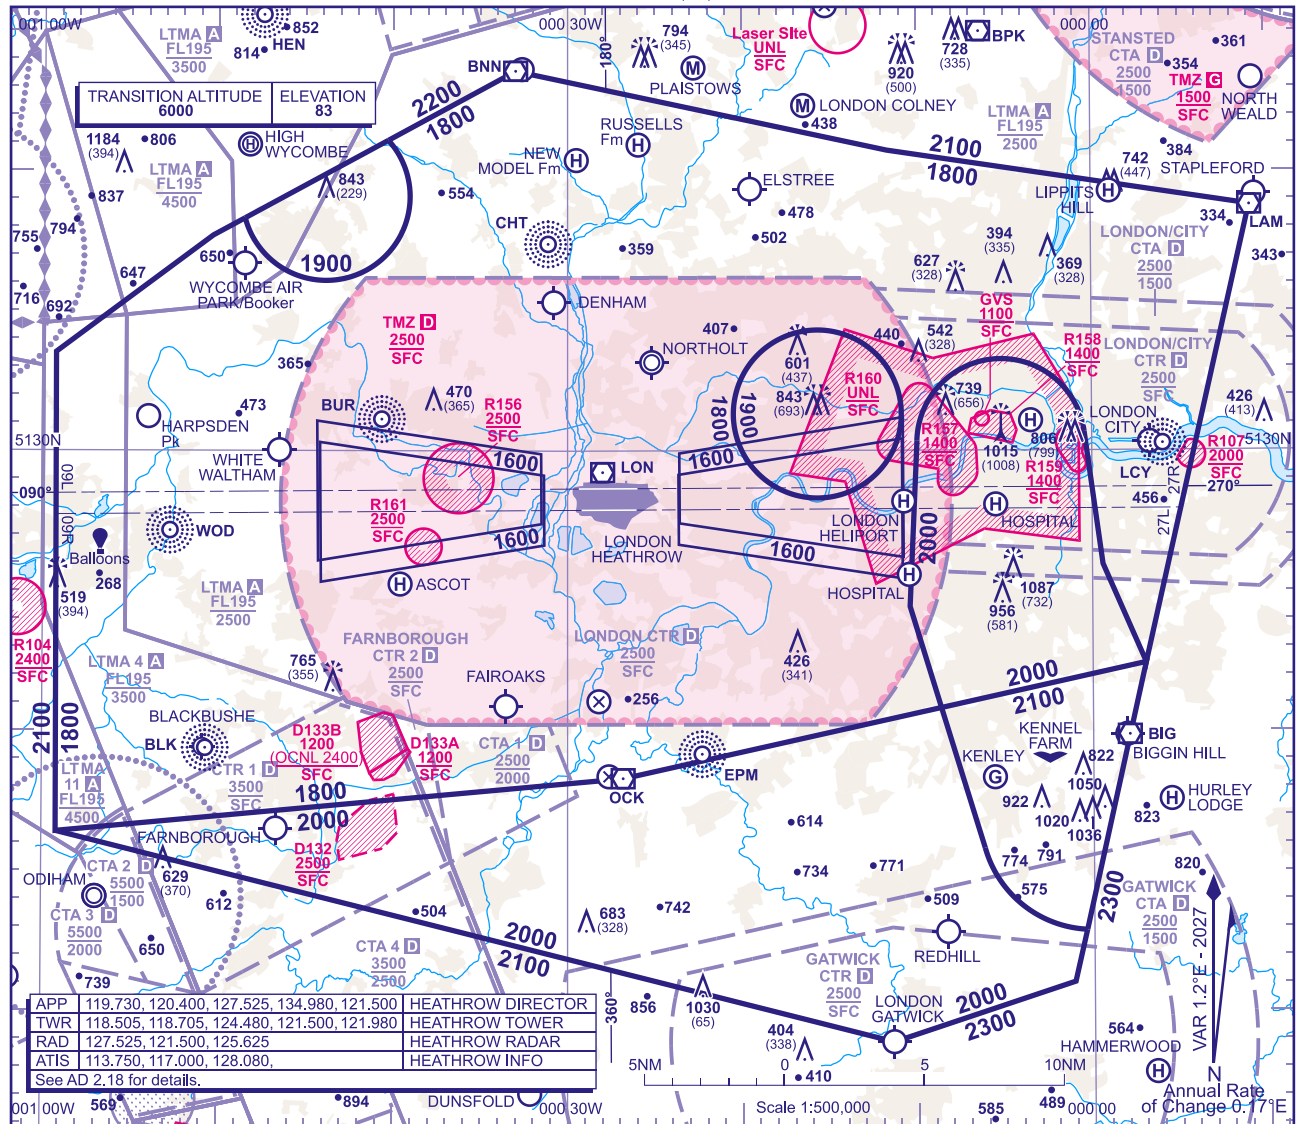 001 00W
000 30W
000 00
852
814
HEN
LTMA A
FL195
3500
TRANSITION ALTITUDE
6000
ELEVATION
83
BNN
2200
1800
180°
794
(345)
PLAISTOWS
M
Laser Site
UNL
SFC
920
(500)
728
(335)
BPK
STANSTED
CTA D
2500
1500
361
354
TMZ G
1500
SFC
NORTH
WEALD
M
LONDON COLNEY
438
LTMA A
FL195
2500
2100
1800
384
STAPLEFORD
742
(447)
LIPPITS
HILL
H
334
LAM
343
1184
(394)
806
H
HIGH
WYCOMBE
LTMA A
FL195
4500
837
794
755
716
692
647
650
WYCOMBE AIR
PARK/Booker
843
(229)
1900
554
RUSSELLS
Fm
H
NEW
MODEL Fm
H
CHT
359
ELSTREE
478
502
394
(335)
627
(328)
369
(328)
LONDON/CITY
CTA D
2500
1500
GVS
1100
SFC
DENHAM
TMZ D
2500
SFC
365
407
NORTHOLT
601
(437)
440
542
(328)
R158
1400
SFC
LONDON/CITY
CTR D
2500
SFC
R160
UNL
SFC
843
(693)
739
(656)
1900
1800
470
(365)
R156
2500
SFC
BUR
473
HARPSDEN
Pk
WHITE
WALTHAM
5130N
R157
1400
SFC
H
806
(799)
1015
(1008)
LONDON
CITY
LCY
426
(413)
5130N
R107
2000
SFC
R159
1400
SFC
270°
27R
27L
456
1600
1600
1600
1600
LON
LONDON
HEATHROW
090°
09L
09R
WOD
Balloons
268
519
(394)
R104
2400
SFC
R161
2500
SFC
H
ASCOT
H
LONDON
HELIPORT
2000
H
HOSPITAL
HOSPITAL
H
1087
(732)
956
(581)
LTMA A
FL195
2500
LTMA 4 A
FL195
3500
765
(355)
FARNBOROUGH
CTR 2 D
2500
SFC
LONDON CTR D
2500
SFC
426
(341)
FAIROAKS
256
2000
2100
BLACKBUSHE
BLK
2100
1800
D133B
1200
(OCNL 2400)
SFC
D133A
1200
SFC
CTA 1 D
2500
2000
CTR 1 D
3500
SFC
LTMA
11 A
FL195
4500
1800
2000
OCK
EPM
KENNEL
FARM
KENLEY
G
BIG
BIGGIN HILL
822
1050
922
1020
1036
823
H
HURLEY
LODGE
FARNBOROUGH
D132
2500
SFC
614
734
771
774
791
575
820
ODIHAM
CTA 2 D
5500
1500
CTA 3 D
5500
2000
629
(370)
612
650
739
504
683
(328)
742
509
REDHILL
2300
GATWICK
CTA D
2500
1500
CTA 4 D
3500
2500
2000
2100
GATWICK
CTR D
2500
SFC
LONDON
GATWICK
2000
2300
VAR 1.2°E - 2027
APP 119.730, 120.400, 127.525, 134.980, 121.500 HEATHROW DIRECTOR
TWR 118.505, 118.705, 124.480, 121.500, 121.980 HEATHROW TOWER
RAD 127.525, 121.500, 125.625 HEATHROW RADAR
ATIS 113.750, 117.000, 128.080, HEATHROW INFO
See AD 2.18 for details.
360°
856
1030
(65)
404
(338)
410
5NM
0
5
10NM
Scale 1:500,000
564
HAMMERWOOD
H
N
Annual Rate
of Change 0.17°E
569
894
DUNSFOLD
585
489
001 00W
000 30W
000 00